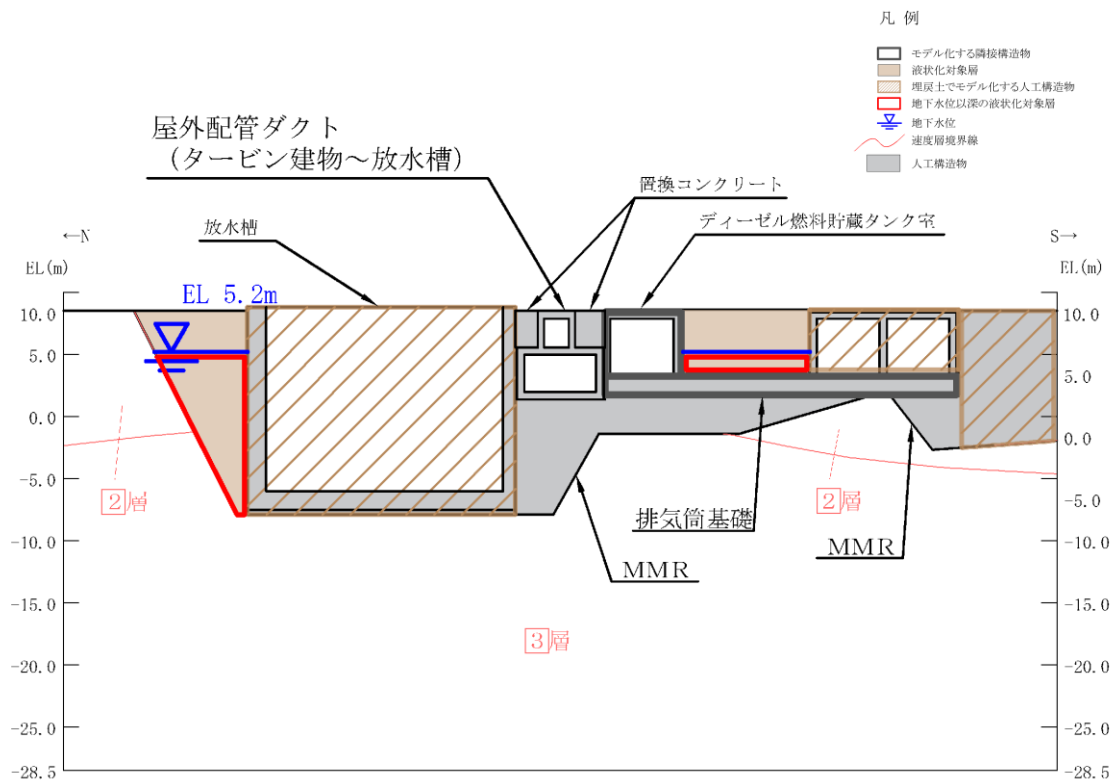 凡 例
モデル化する隣接構造物
液状化対象層
埋戻土でモデル化する人工構造物
地下水位以深の液状化対象層
地下水位
速度層境界線
人工構造物
屋外配管ダクト
（タービン建物～放水槽）
置換コンクリート
放水槽
ディーゼル燃料貯蔵タンク室
←N
S→
EL(m)
EL(m)
EL 5.2m
10.0
5.0
0.0
-5.0
-10.0
-15.0
-20.0
-25.0
-28.5
10.0
5.0
0.0
-5.0
-10.0
-15.0
-20.0
-25.0
-28.5
2層
2層
排気筒基礎
MMR
MMR
3層